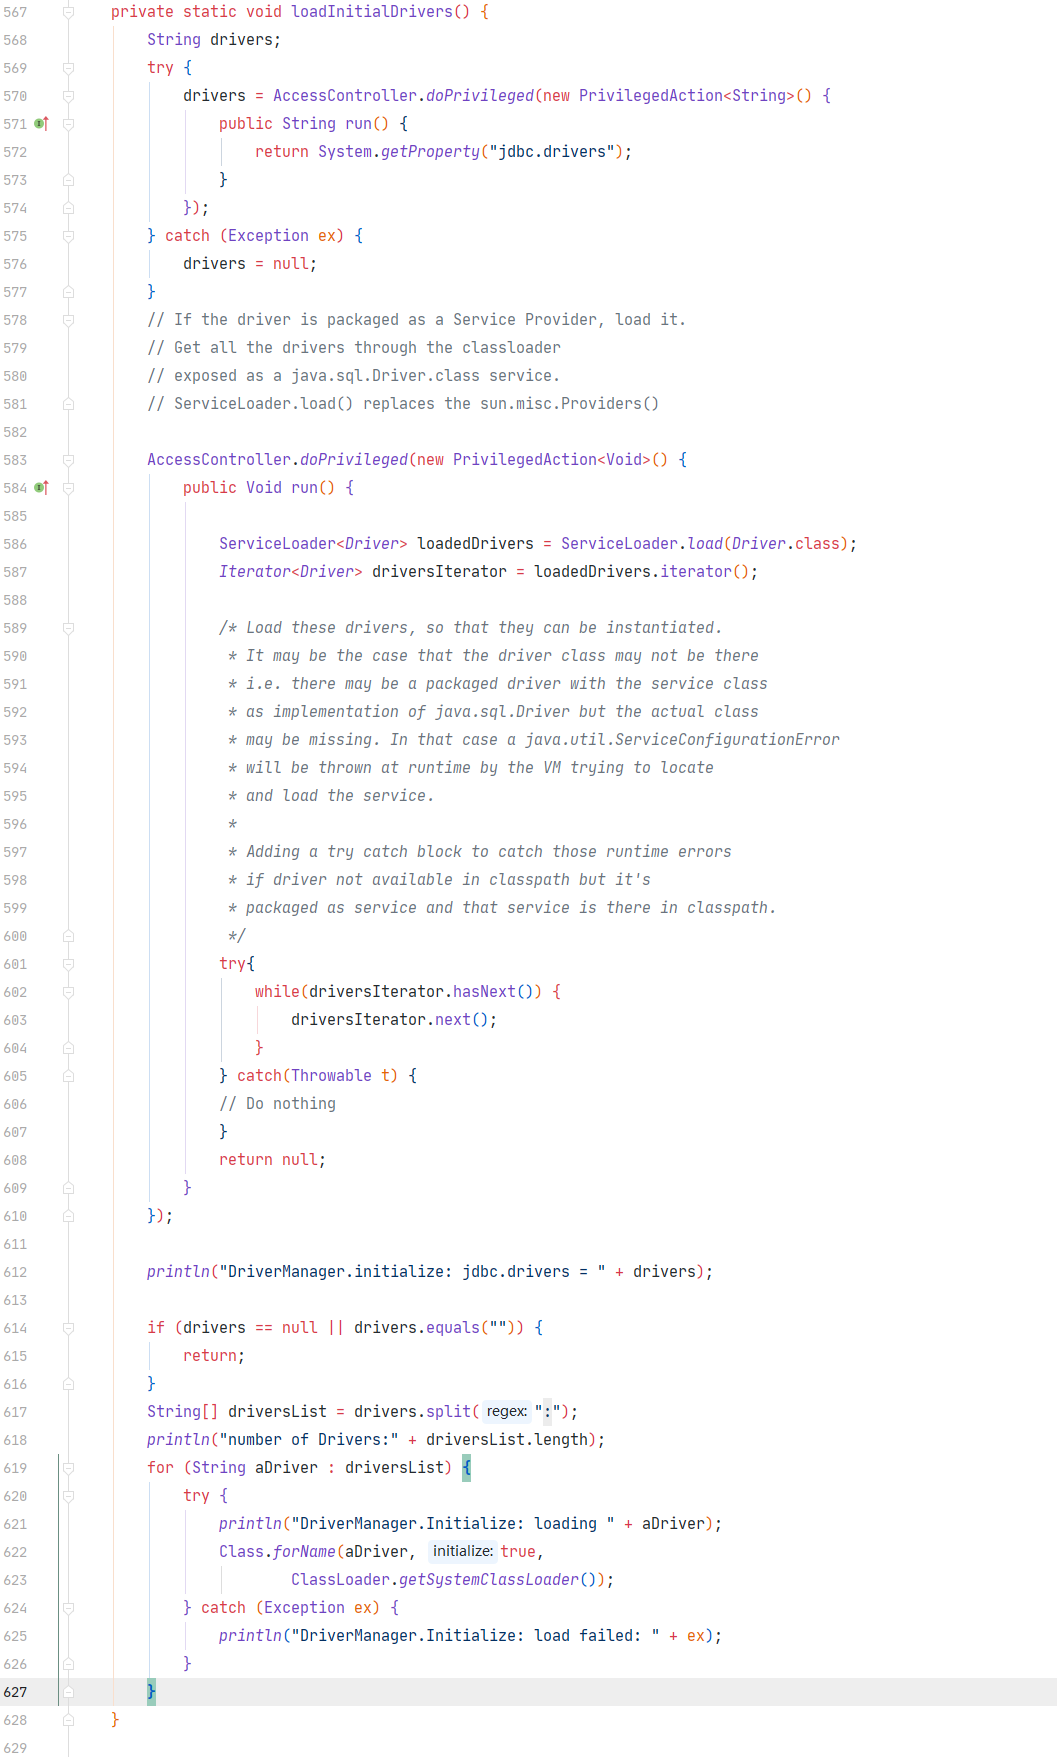 567 private static void loadInitialDrivers() {
568 String drivers;
569 try {
570 drivers = AccessController.doPrivileged(new PrivilegedAction<String>() {
571 public String run() {
572 return System.getProperty("jdbc.drivers");
573 }
574 });
575 } catch (Exception ex) {
576 drivers = null;
577 }
578 // If the driver is packaged as a Service Provider, load it.
579 // Get all the drivers through the classloader
580 // exposed as a java.sql.Driver.class service.
581 // ServiceLoader.load() replaces the sun.misc.Providers()
582
583 AccessController.doPrivileged(new PrivilegedAction<Void>() {
584 public Void run() {
585
586 ServiceLoader<Driver> loadedDrivers = ServiceLoader.load(Driver.class);
587 Iterator<Driver> driversIterator = loadedDrivers.iterator();
588
589 /* Load these drivers, so that they can be instantiated.
590 * It may be the case that the driver class may not be there
591 * i.e. there may be a packaged driver with the service class
592 * as implementation of java.sql.Driver but the actual class
593 * may be missing. In that case a java.util.ServiceConfigurationError
594 * will be thrown at runtime by the VM trying to locate
595 * and load the service.
596 *
597 * Adding a try catch block to catch those runtime errors
598 * if driver not available in classpath but it's
599 * packaged as service and that service is there in classpath.
600 */
601 try{
602 while(driversIterator.hasNext()) {
603 driversIterator.next();
604 }
605 } catch(Throwable t) {
606 // Do nothing
607 }
608 return null;
609 }
610 });
611
612 println("DriverManager.initialize: jdbc.drivers = " + drivers);
613
614 if (drivers == null || drivers.equals("")) {
615 return;
616 }
617 String[] driversList = drivers.split( regex: ":");
618 println("number of Drivers:" + driversList.length);
619 for (String aDriver : driversList) {
620 try {
621 println("DriverManager.Initialize: loading " + aDriver);
622 Class.forName(aDriver, initialize: true,
623 ClassLoader.getSystemClassLoader());
624 } catch (Exception ex) {
625 println("DriverManager.Initialize: load failed: " + ex);
626 }
627 }
628 }
629